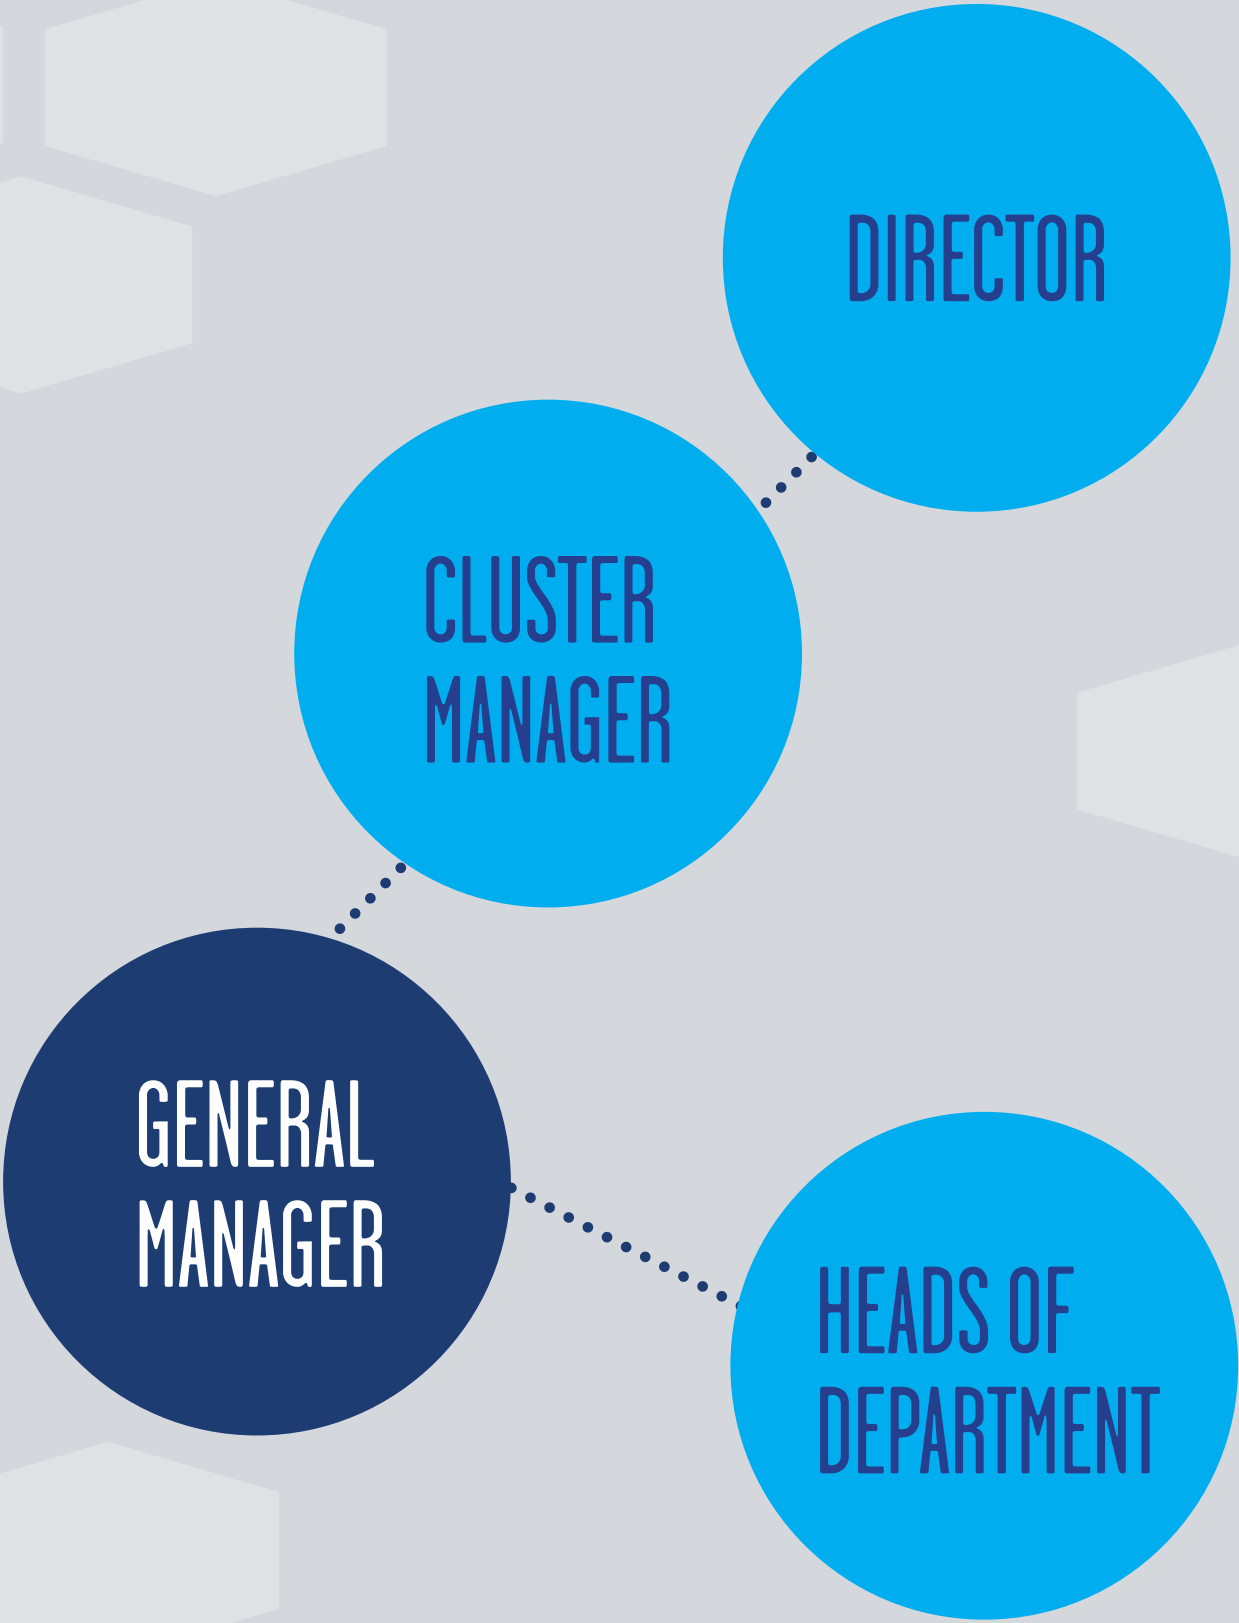 DIRECTOR
CLUSTER
MANAGER
GENERAL
MANAGER
HEADS OF
DEPARTMENT